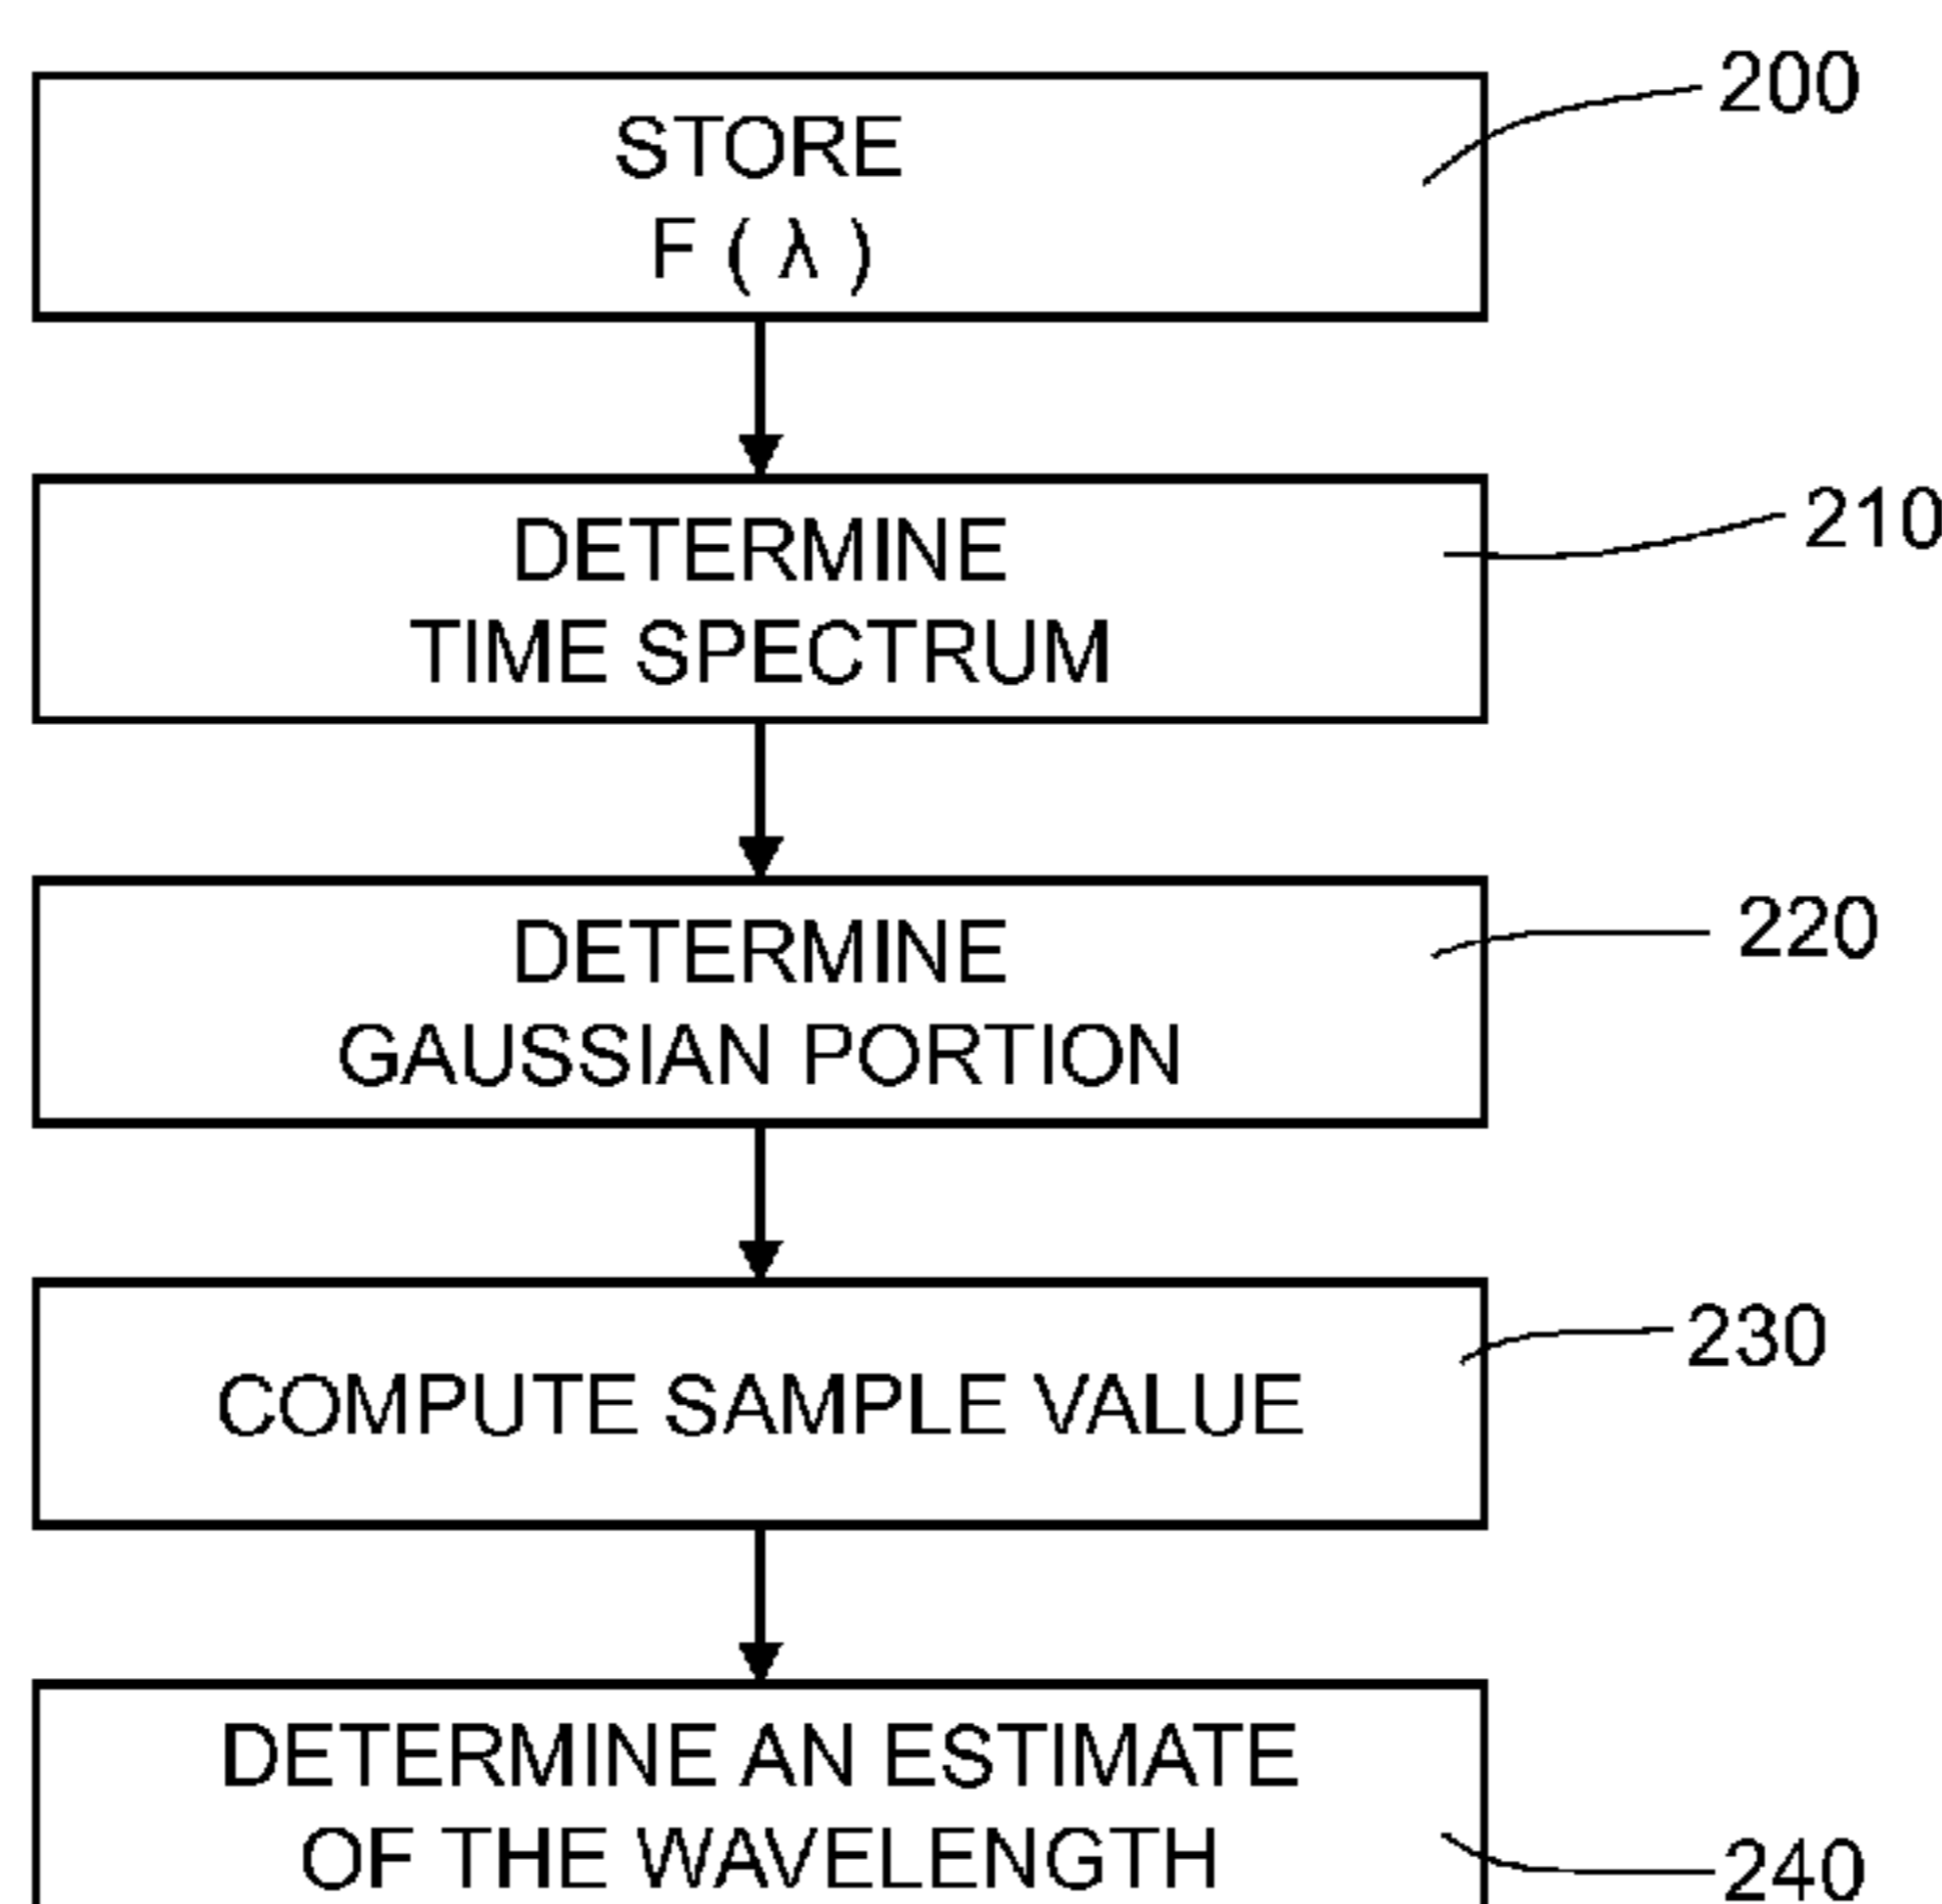 STORE
F ( λ )
200
DETERMINE
TIME SPECTRUM
210
DETERMINE
GAUSSIAN PORTION
220
COMPUTE SAMPLE VALUE
230
DETERMINE AN ESTIMATE
OF THE WAVELENGTH
240